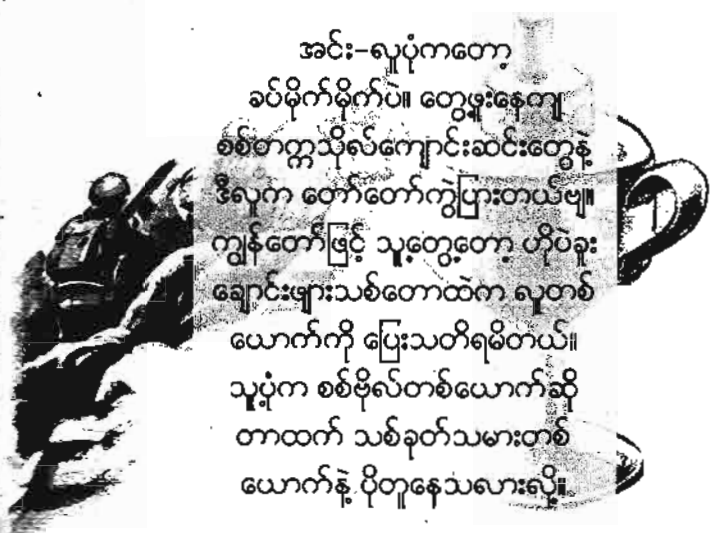 အင်း-လူပုံကတော့
ခပ်မိုက်မိုက်ပဲ။ တွေ့ဖူးနေကျ
စစ်တက္ကသိုလ်ကျောင်းဆင်းတွေနဲ့
ဒီလူက တော်တော်ကွဲပြားတယ်ဗျ။
ကျွန်တော်ဖြင့် သူ့တွေ့တော့ ဟိုပဲခူး
ချောင်းဖျားသစ်တောထဲက လူတစ်
ယောက်ကို ပြေးသတိရမိတယ်။
သူ့ပုံက စစ်ဗိုလ်တစ်ယောက်ဆို
တာထက် သစ်ခုတ်သမားတစ်
ယောက်နဲ့ ပိုတူနေသလားလို့။